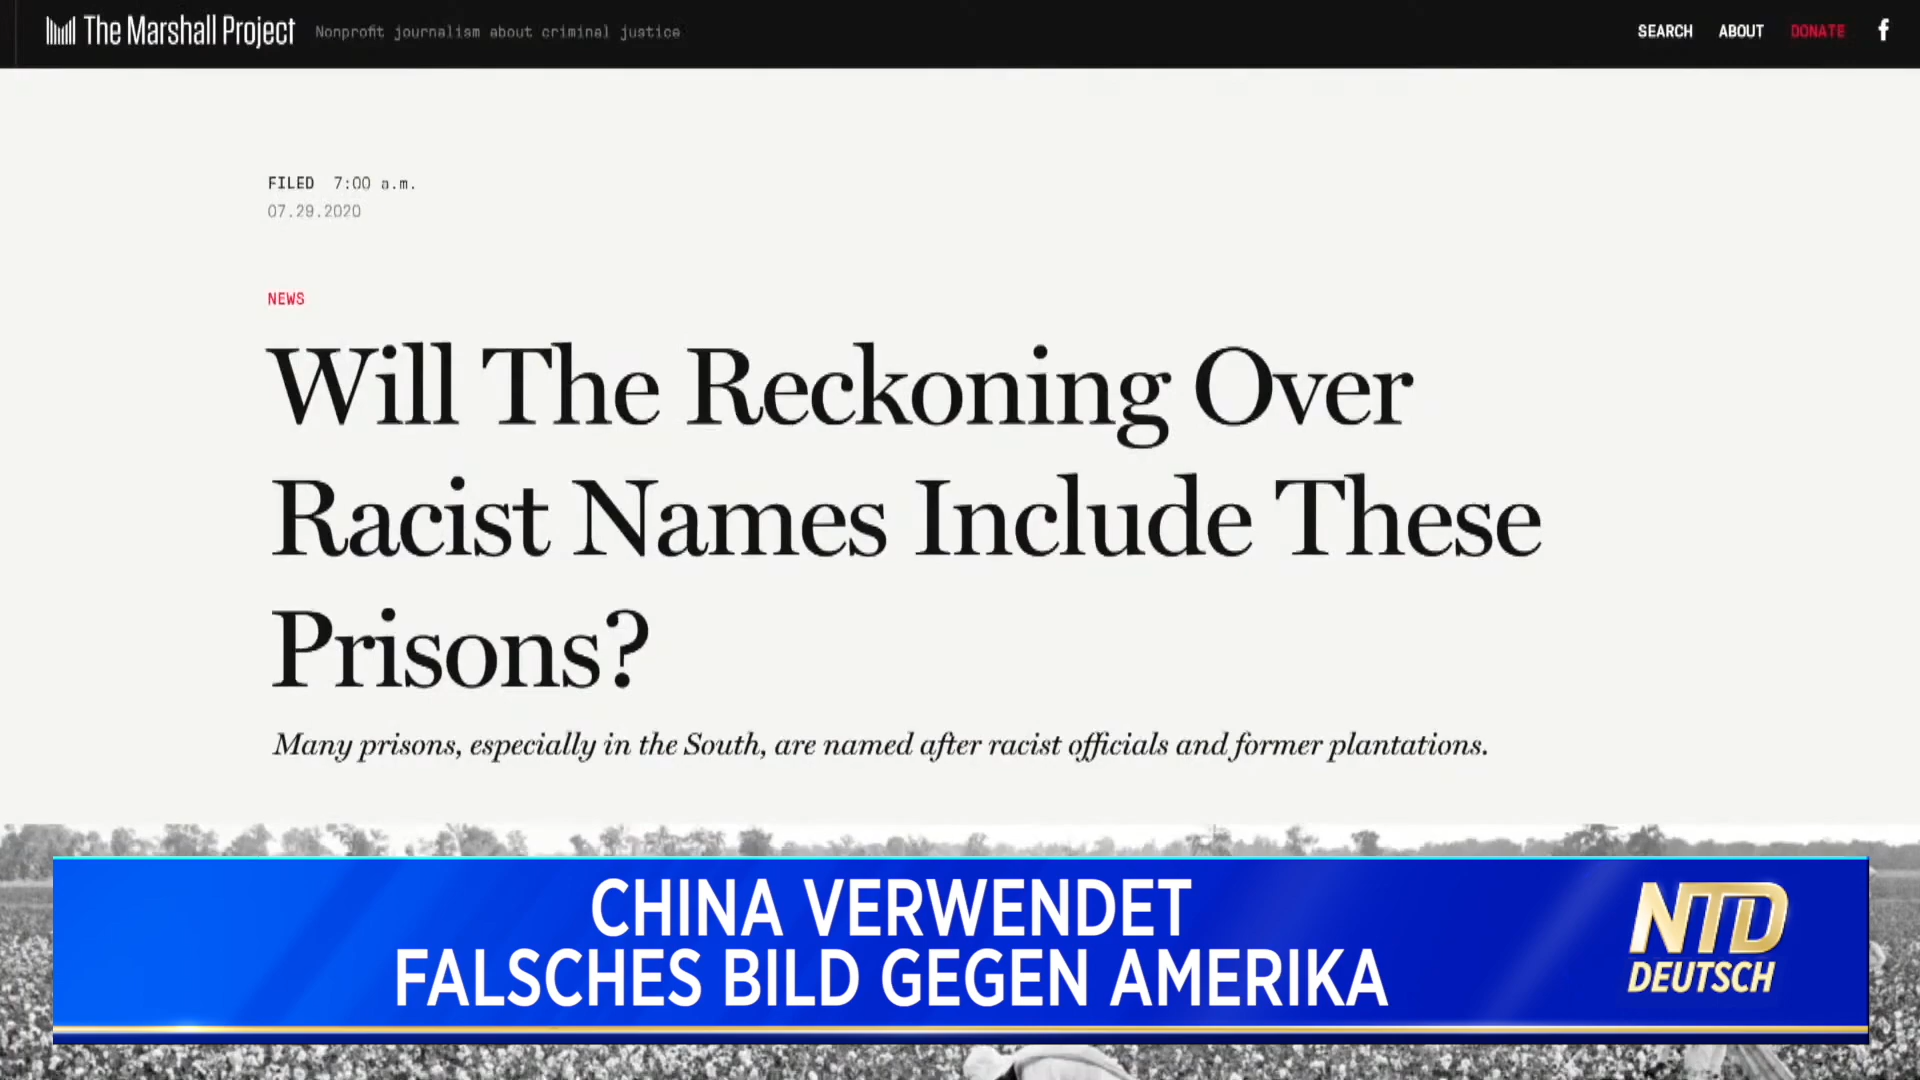 The Marshall Project Nonprofit journalism about criminal justice SEARCH ABOUT DONATE f
FILED 7:00 a.m.
07.29.2020
NEWS
Will The Reckoning Over
Racist Names Include These
Prisons?
Many prisons, especially in the South, are named after racist officials and former plantations.
CHINA VERWENDET
FALSCHES BILD GEGEN AMERIKA
NTD
DEUTSCH